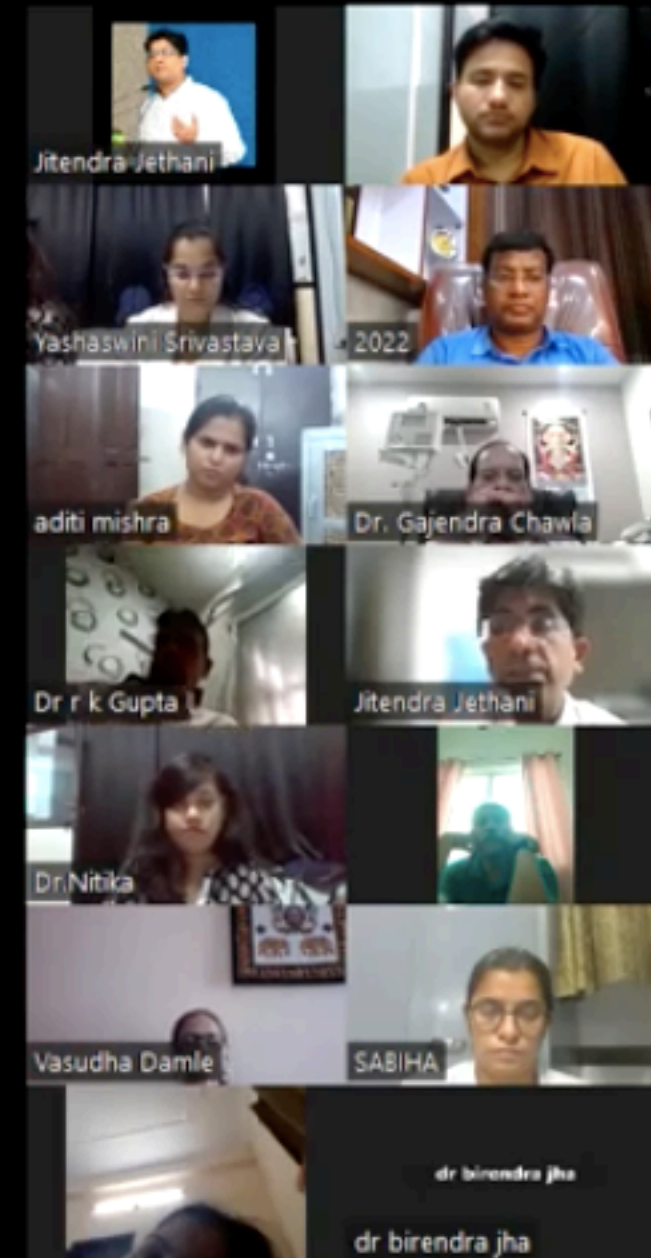 Jitendra Jethani
Yashaswini Srivastava
2022
aditi mishra
Dr. Gajendra Chawla
Dr r k Gupta
Jitendra Jethani
Dr.Nitika
Vasudha Damle
SABIHA
dr birendra jha
dr birendra jha